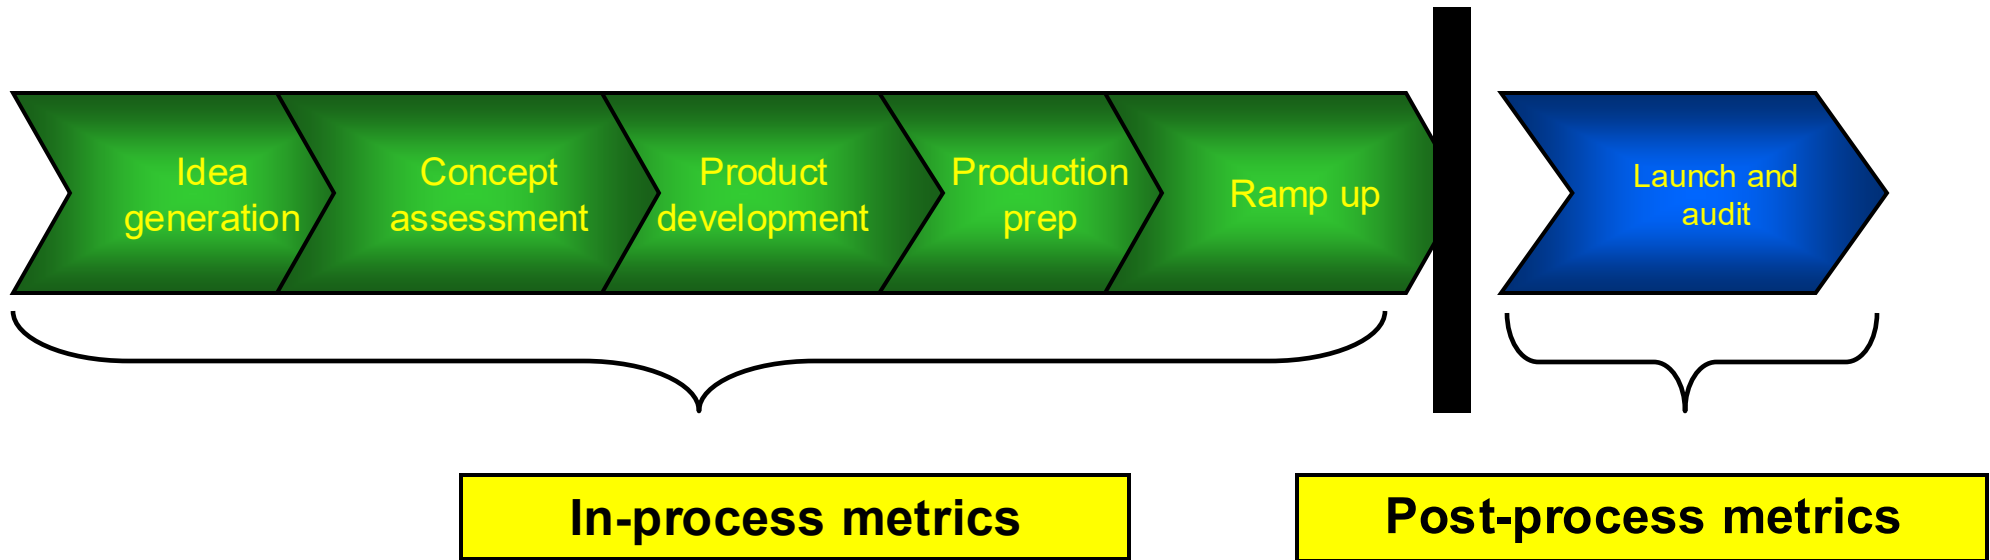 Idea
generation
Concept
assessment
Product
development
Production
prep
Ramp up
Launch and
audit
In-process metrics
Post-process metrics